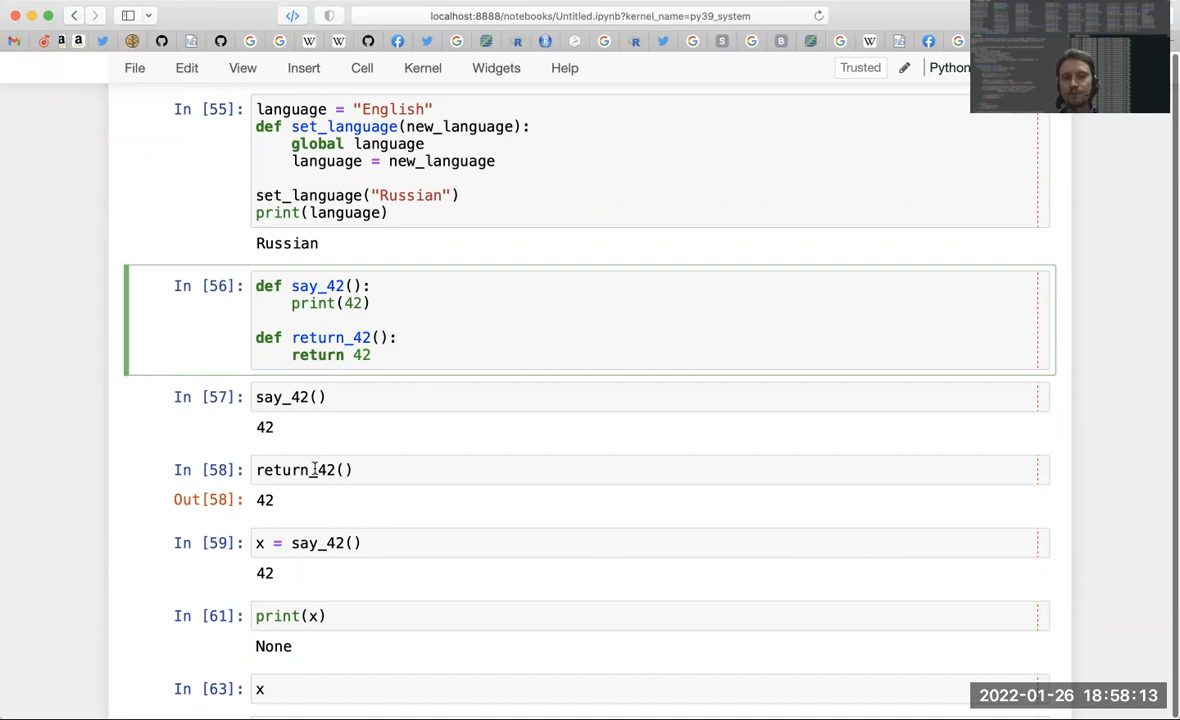 localhost:8888/notebooks/Untitled.ipynb?kernel_name=py39_system
File Edit View Insert Cell Kernel Widgets Help Trusted Python
In [55]: language = "English"
def set_language(new_language):
global language
language = new_language
set_language("Russian")
print(language)
Russian
In [56]: def say_42():
print(42)
def return_42():
return 42
In [57]: say_42()
42
In [58]: return_42()
Out[58]: 42
In [59]: x = say_42()
42
In [61]: print(x)
None
In [63]: x
2022-01-26 18:58:13